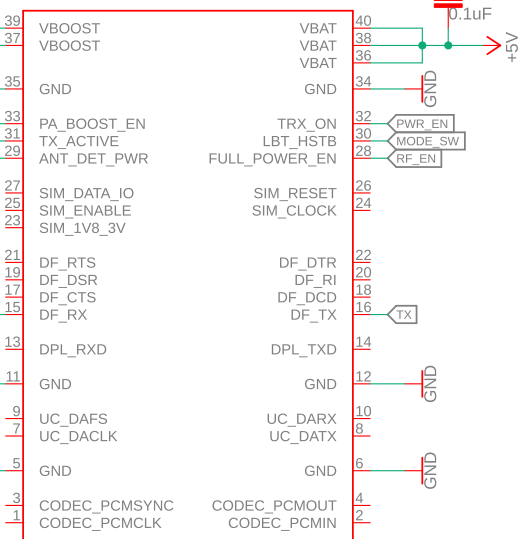 0.1uF
39 VBOOST VBAT 40
37 VBOOST VBAT 38 +5V
VBAT 36
35 GND GND 34 GND
33 PA_BOOST_EN TRX_ON 32 PWR_EN
31 TX_ACTIVE LBT_HSTB 30 MODE_SW
29 ANT_DET_PWR FULL_POWER_EN 28 RF_EN
27 SIM_DATA_IO SIM_RESET 26
25 SIM_ENABLE SIM_CLOCK 24
23 SIM_1V8_3V
21 DF_RTS DF_DTR 22
19 DF_DSR DF_RI 20
17 DF_CTS DF_DCD 18
15 DF_RX DF_TX 16 TX
13 DPL_RXD DPL_TXD 14
11 GND GND 12 GND
9 UC_DAFS UC_DARX 10
7 UC_DACLK UC_DATX 8
5 GND GND 6 GND
3 CODEC_PCMSYNC CODEC_PCMOUT 4
1 CODEC_PCMCLK CODEC_PCMIN 2